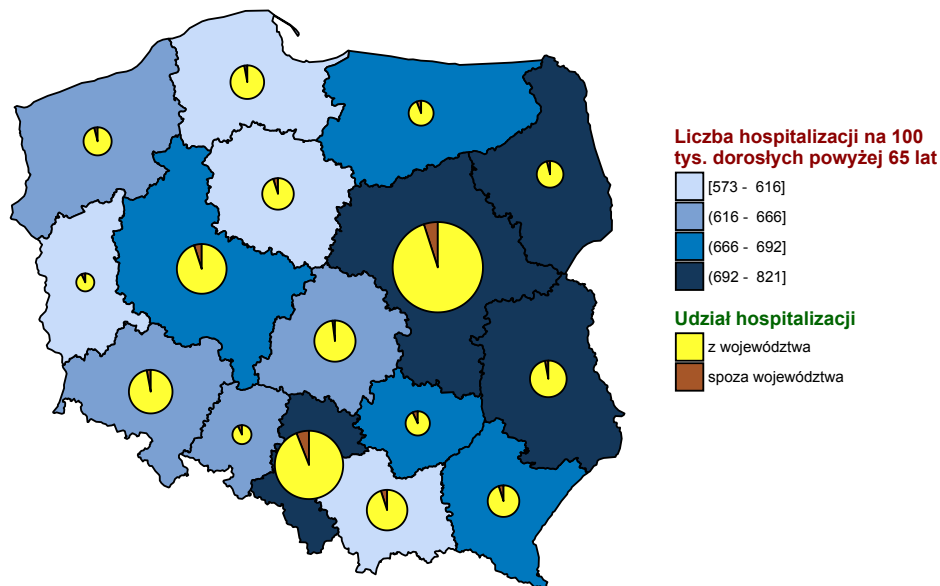 Liczba hospitalizacji na 100
tys. dorosłych powyżej 65 lat
[573 - 616]
(616 - 666]
(666 - 692]
(692 - 821]
Udział hospitalizacji
z województwa
spoza województwa